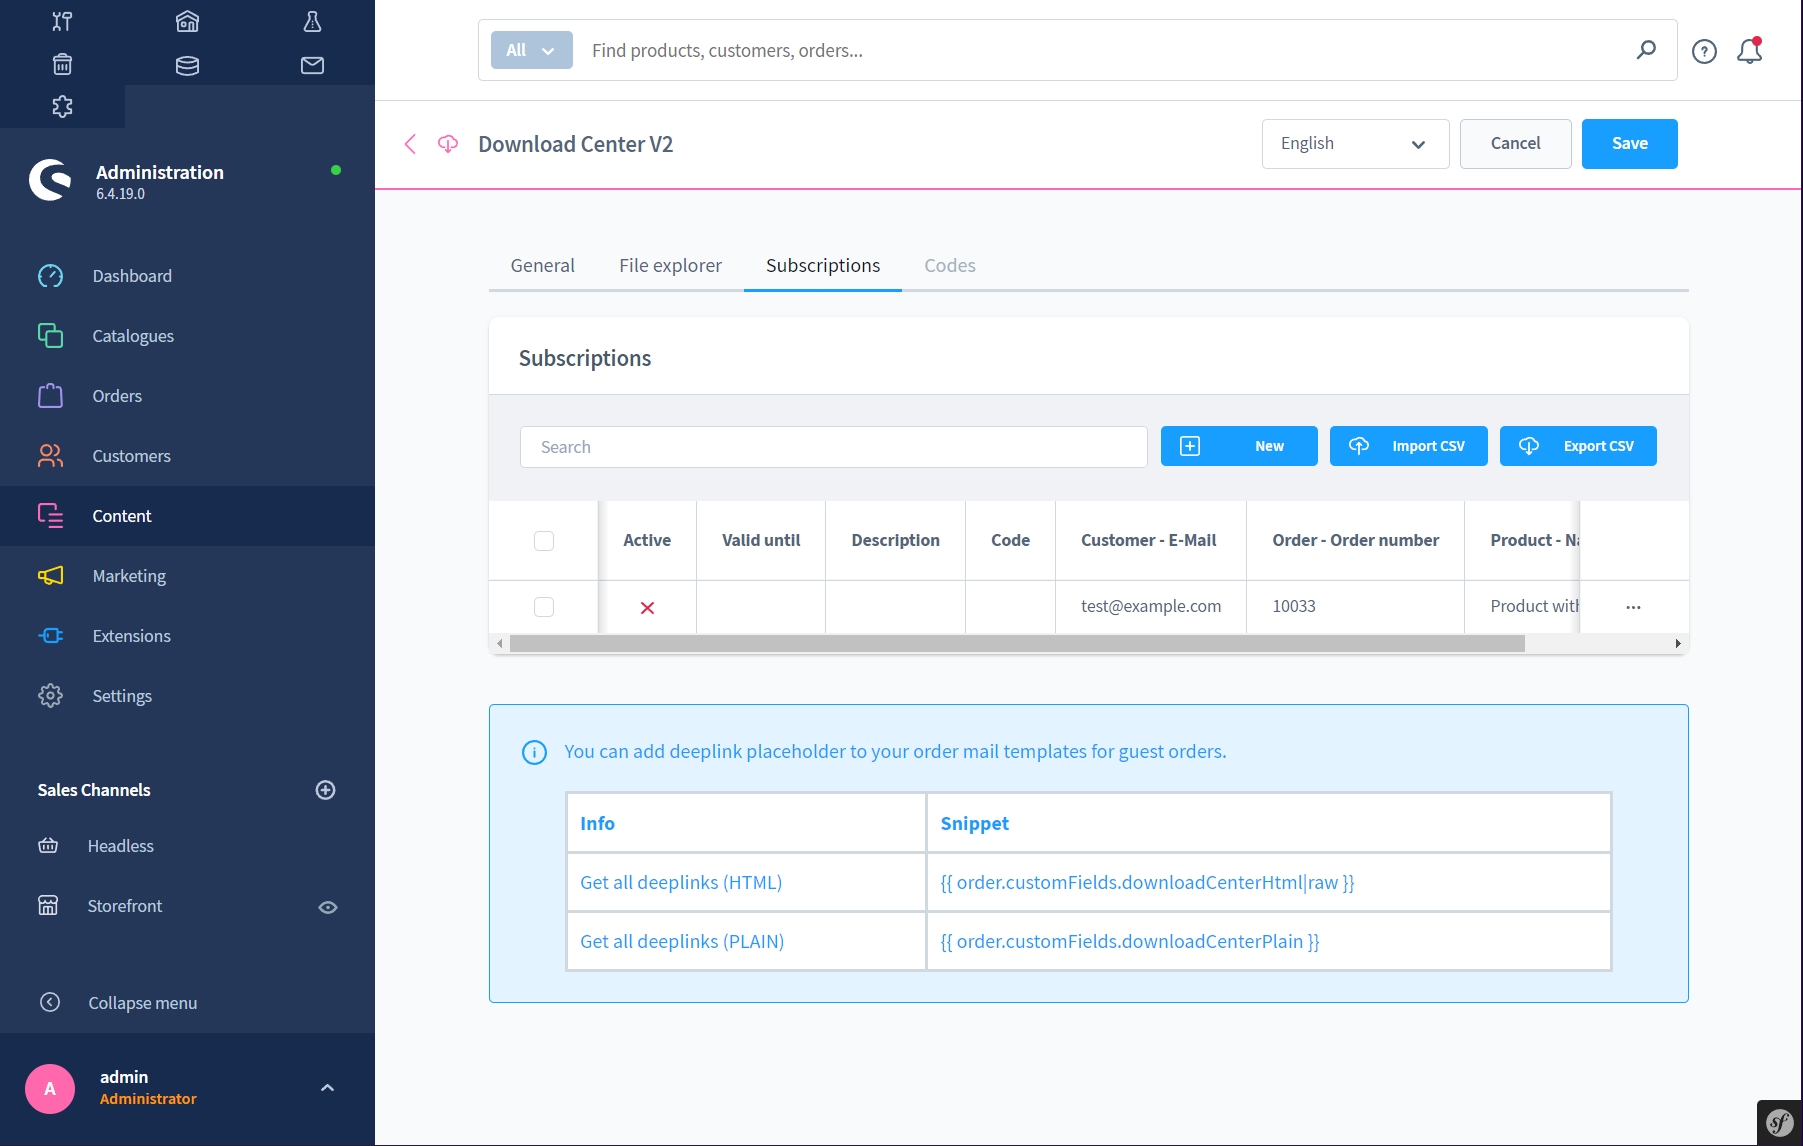 All
Find products, customers, orders...
Download Center V2
English
Cancel
Save
Administration
6.4.19.0
Dashboard
Catalogues
Orders
Customers
Content
Marketing
Extensions
Settings
Sales Channels
Headless
Storefront
Collapse menu
A
admin
Administrator
General File explorer Subscriptions Codes
Subscriptions
Search
New
Import CSV
Export CSV
Active Valid until Description Code Customer - E-Mail Order - Order number Product - Na
test@example.com 10033 Product with ...
You can add deeplink placeholder to your order mail templates for guest orders.
Info Snippet
Get all deeplinks (HTML) {{ order.customFields.downloadCenterHtml|raw }}
Get all deeplinks (PLAIN) {{ order.customFields.downloadCenterPlain }}
sf